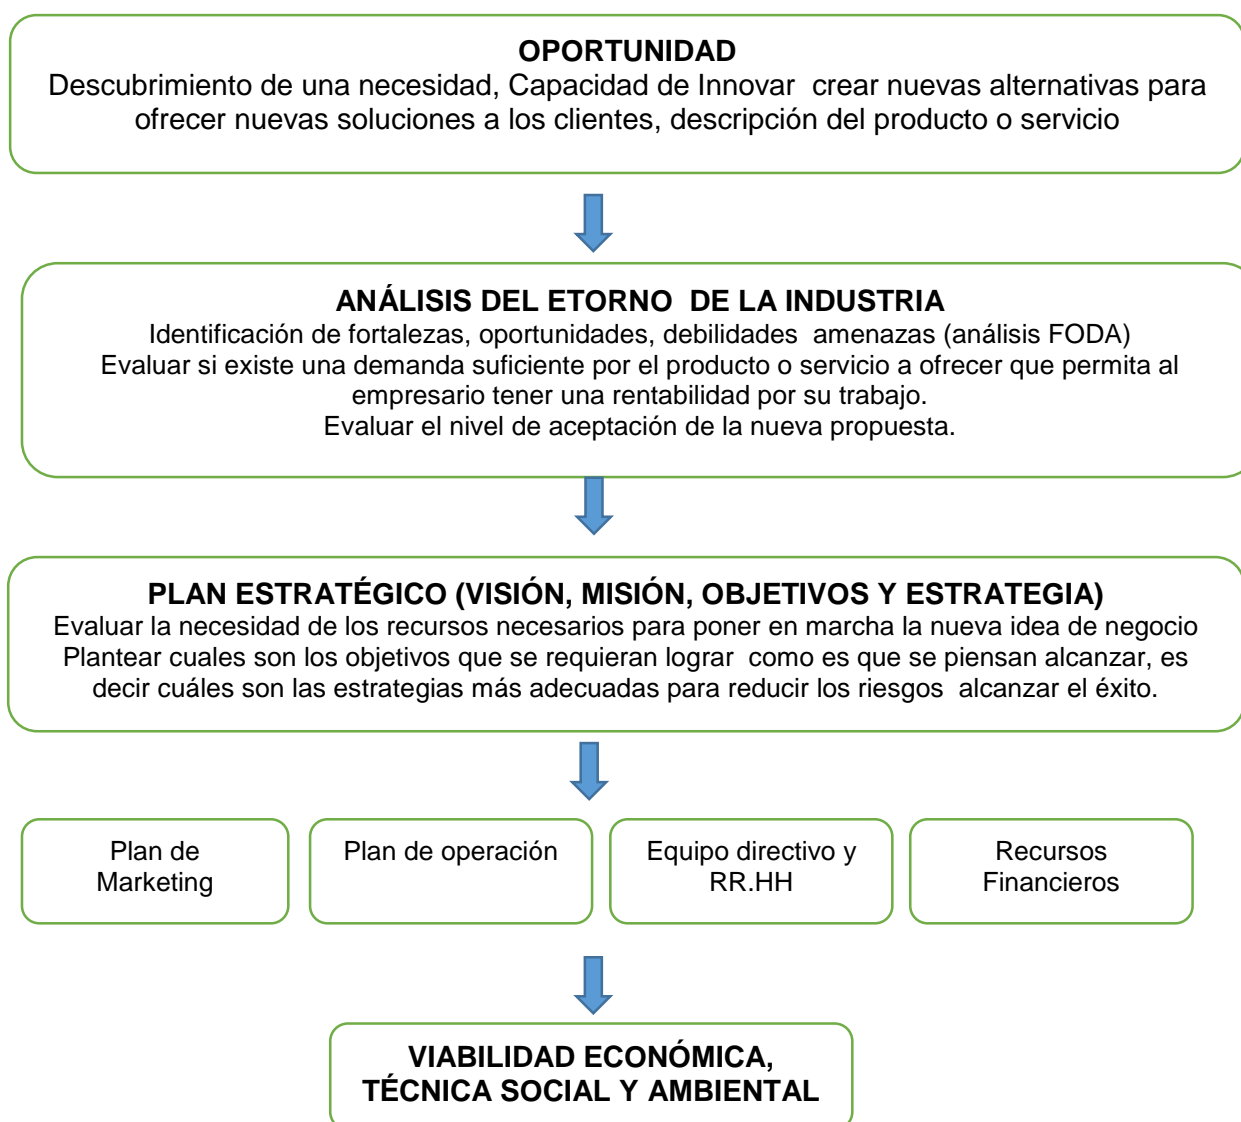 OPORTUNIDAD
Descubrimiento de una necesidad, Capacidad de Innovar  crear nuevas alternativas para
ofrecer nuevas soluciones a los clientes, descripción del producto o servicio
ANÁLISIS DEL ETORNO  DE LA INDUSTRIA
Identificación de fortalezas, oportunidades, debilidades  amenazas (análisis FODA)
Evaluar si existe una demanda suficiente por el producto o servicio a ofrecer que permita al
empresario tener una rentabilidad por su trabajo.
Evaluar el nivel de aceptación de la nueva propuesta.
PLAN ESTRATÉGICO (VISIÓN, MISIÓN, OBJETIVOS Y ESTRATEGIA)
Evaluar la necesidad de los recursos necesarios para poner en marcha la nueva idea de negocio
Plantear cuales son los objetivos que se requieran lograr  como es que se piensan alcanzar, es
decir cuáles son las estrategias más adecuadas para reducir los riesgos  alcanzar el éxito.
Plan de
Marketing
Plan de operación
Equipo directivo y
RR.HH
Recursos
Financieros
VIABILIDAD ECONÓMICA,
TÉCNICA SOCIAL Y AMBIENTAL